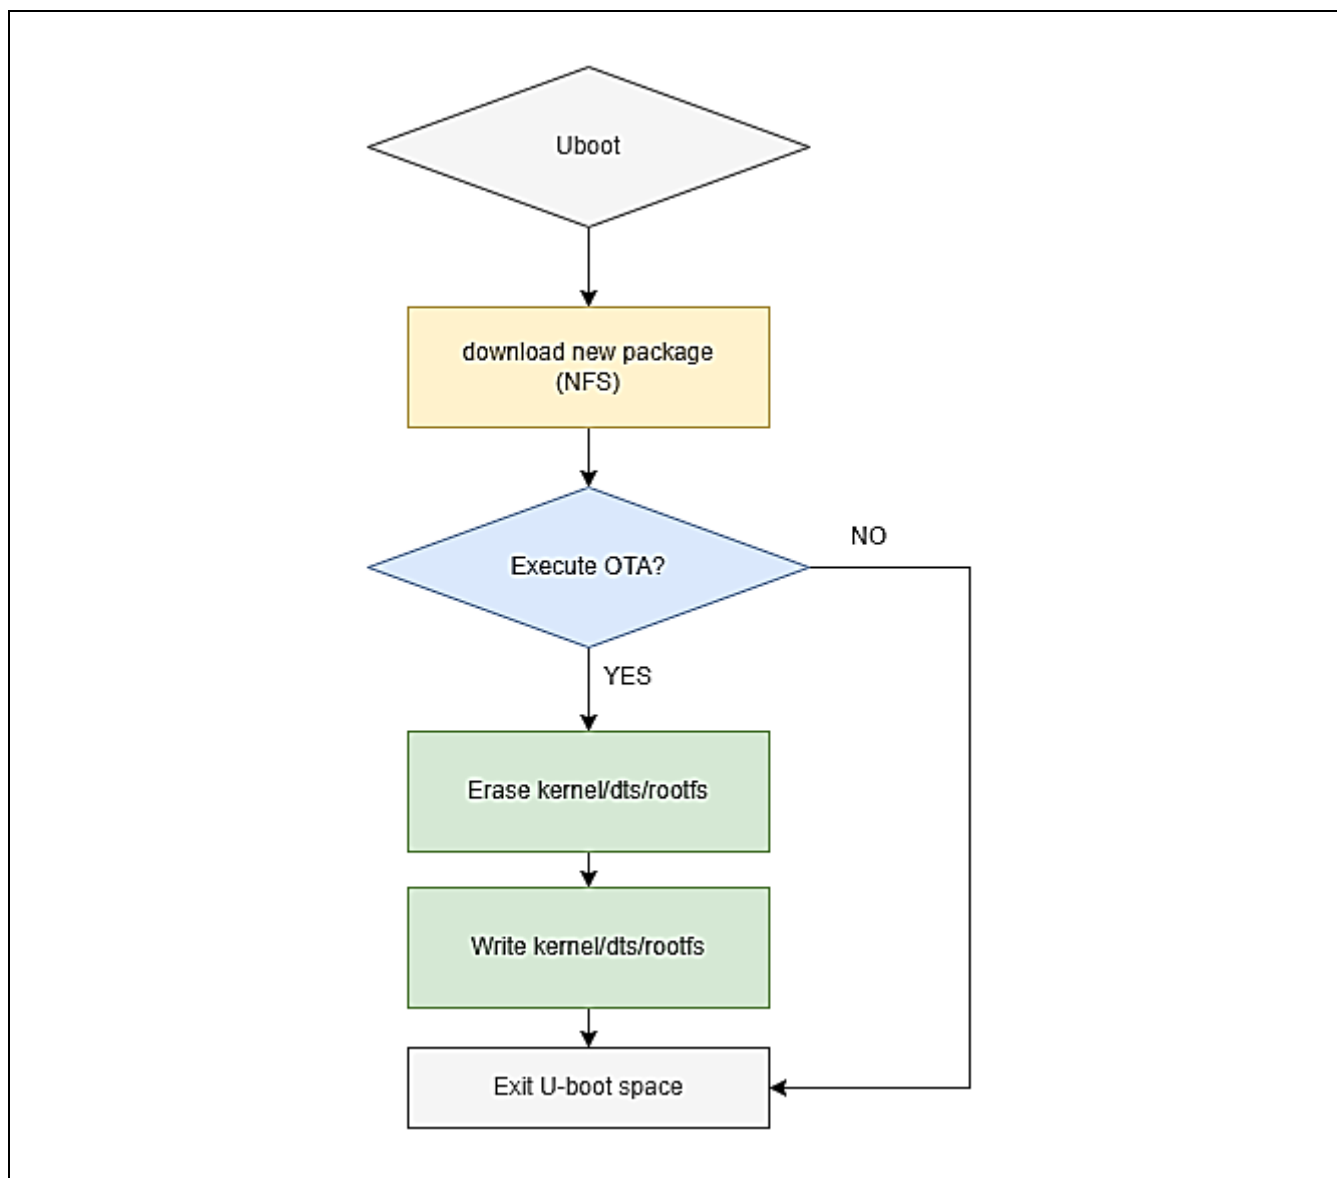 Uboot
download new package
(NFS)
Execute OTA?
NO
YES
Erase kernel/dts/rootfs
Write kernel/dts/rootfs
Exit U-boot space